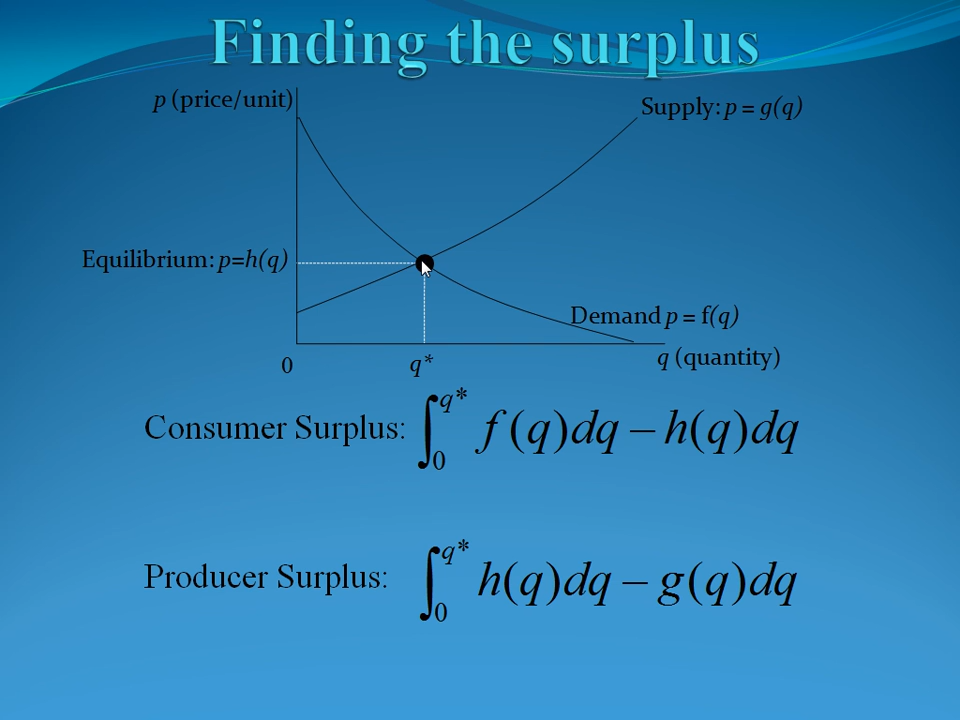 Finding the surplus
p (price/unit)
Supply: p = g(q)
Equilibrium: p=h(q)
Demand p = f(q)
0
q*
q (quantity)
Consumer Surplus: ∫₀^q* f(q)dq – h(q)dq
Producer Surplus: ∫₀^q* h(q)dq – g(q)dq